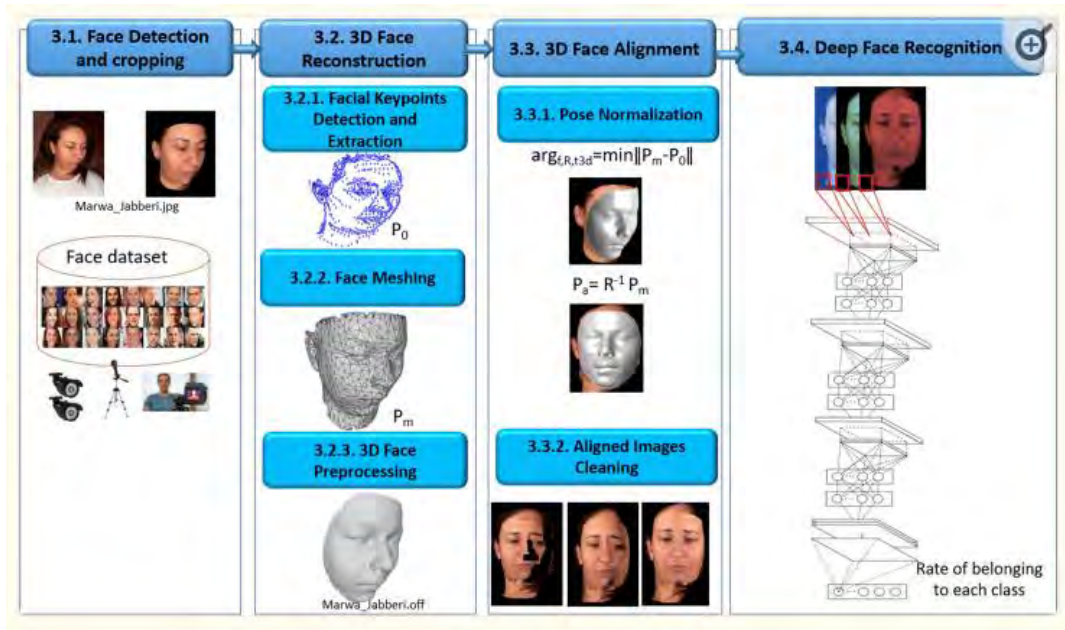 3.1. Face Detection
and cropping
Marwa_Jabberi.jpg
Face dataset
3.2. 3D Face
Reconstruction
3.2.1. Facial Keypoints
Detection and
Extraction
P0
3.2.2. Face Meshing
Pm
3.2.3. 3D Face
Preprocessing
Marwa_Jabberi.off
3.3. 3D Face Alignment
3.3.1. Pose Normalization
argf,R,t3d=min‖Pm-P0‖
Pa= R-1 Pm
3.3.2. Aligned Images
Cleaning
3.4. Deep Face Recognition
Rate of belonging
to each class